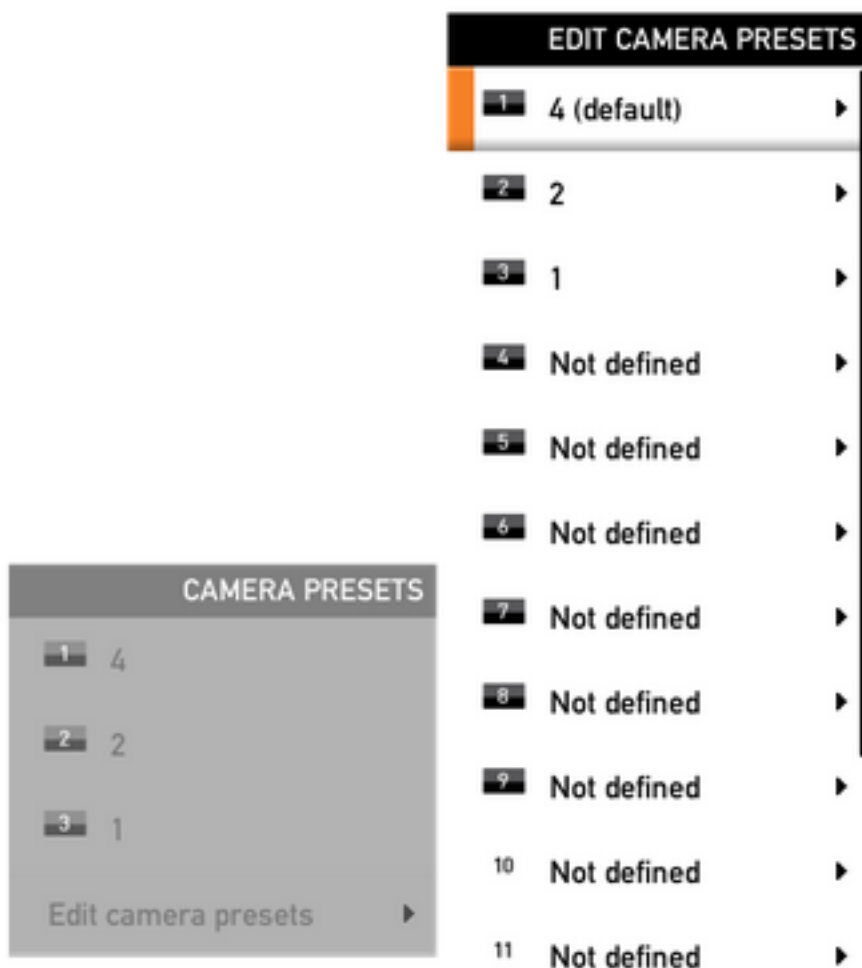 EDIT CAMERA PRESETS
1 4 (default)
2 2
3 1
4 Not defined
5 Not defined
6 Not defined
7 Not defined
8 Not defined
9 Not defined
10 Not defined
11 Not defined
CAMERA PRESETS
1 4
2 2
3 1
Edit camera presets